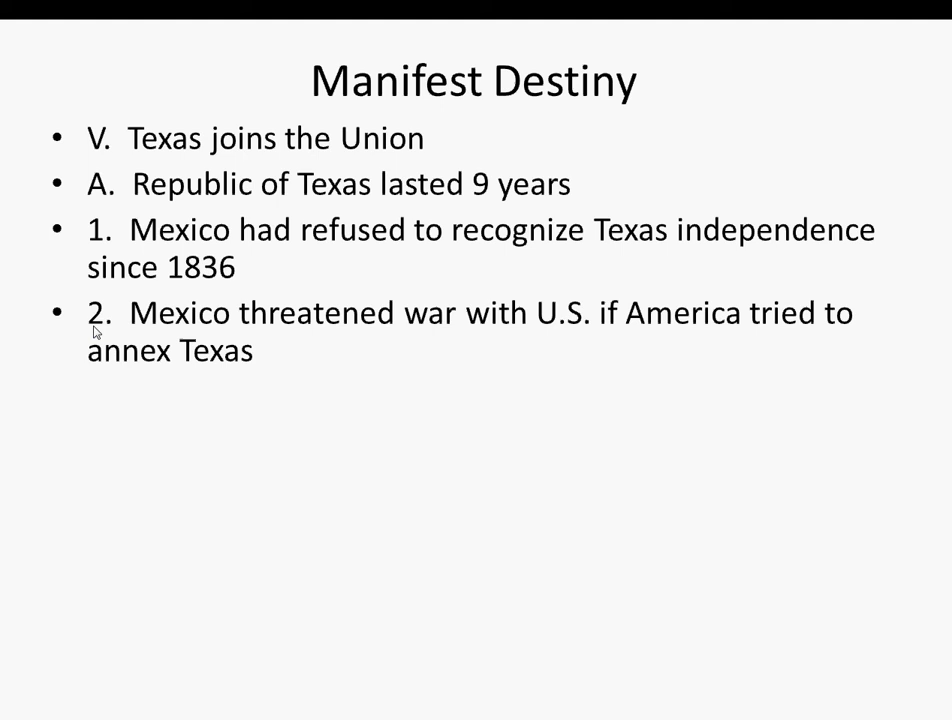 Manifest Destiny
• V. Texas joins the Union
• A. Republic of Texas lasted 9 years
• 1. Mexico had refused to recognize Texas independence
since 1836
• 2. Mexico threatened war with U.S. if America tried to
annex Texas